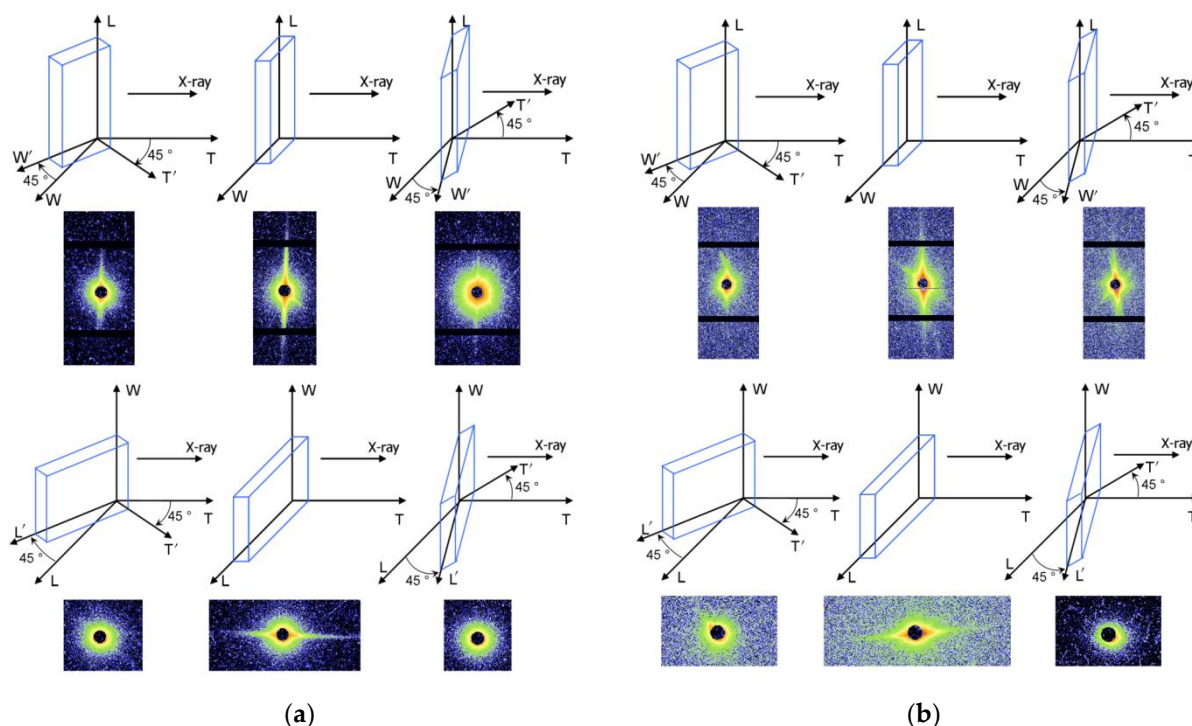 L L L L L L
X-ray X-ray X-ray X-ray X-ray X-ray
T′ T′
45 ° 45 °
45 ° T T T 45 ° T T T
W′ W′
45 ° T′ W 45 ° T′ W
W W 45 ° W′ W W 45 ° W′
W W W W W W
X-ray X-ray X-ray X-ray X-ray X-ray
T′ T′
45 ° 45 °
45 ° T T T 45 ° T T T
L′ T′ L′ T′
45 ° 45 °
L L L 45 ° L′ L L L 45 ° L′
(a) (b)